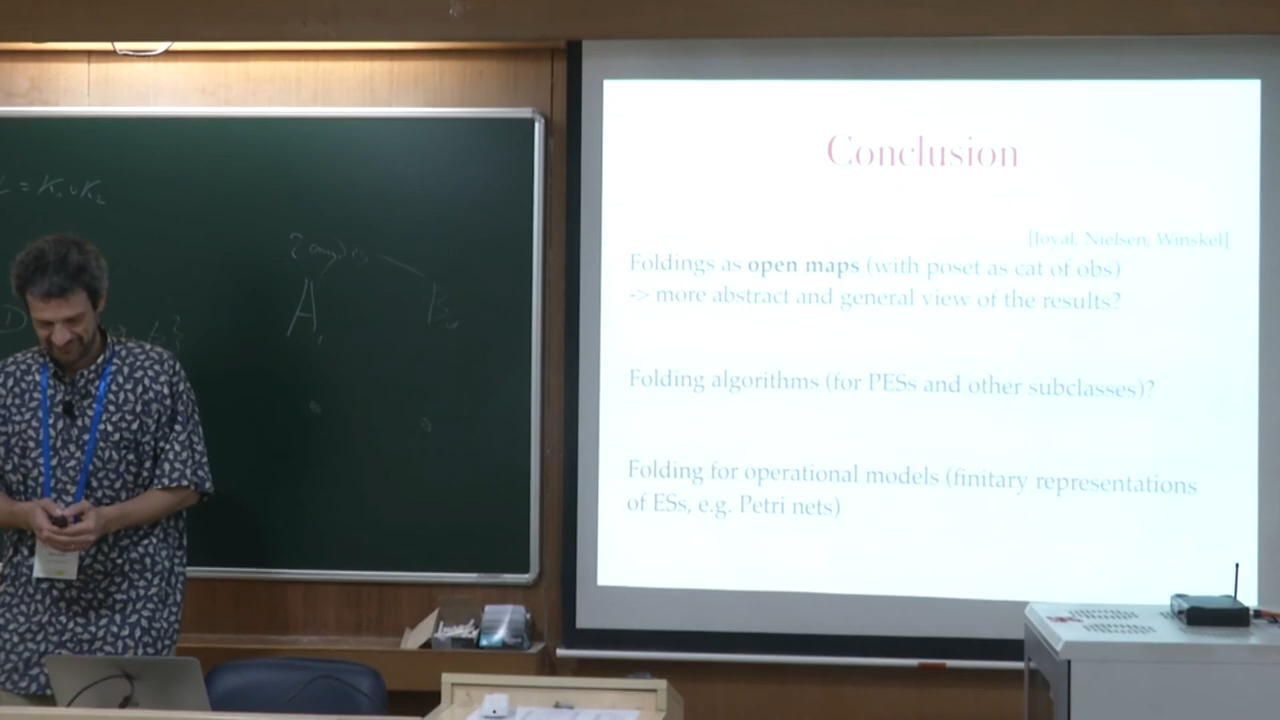 L = K₁ ∪ K₂
A
B
Conclusion
[Joyal, Nielsen, Winskel]
Foldings as open maps (with poset as cat of obs)
-> more abstract and general view of the results?
Folding algorithms (for PESs and other subclasses)?
Folding for operational models (finitary representations
of ESs, e.g. Petri nets)